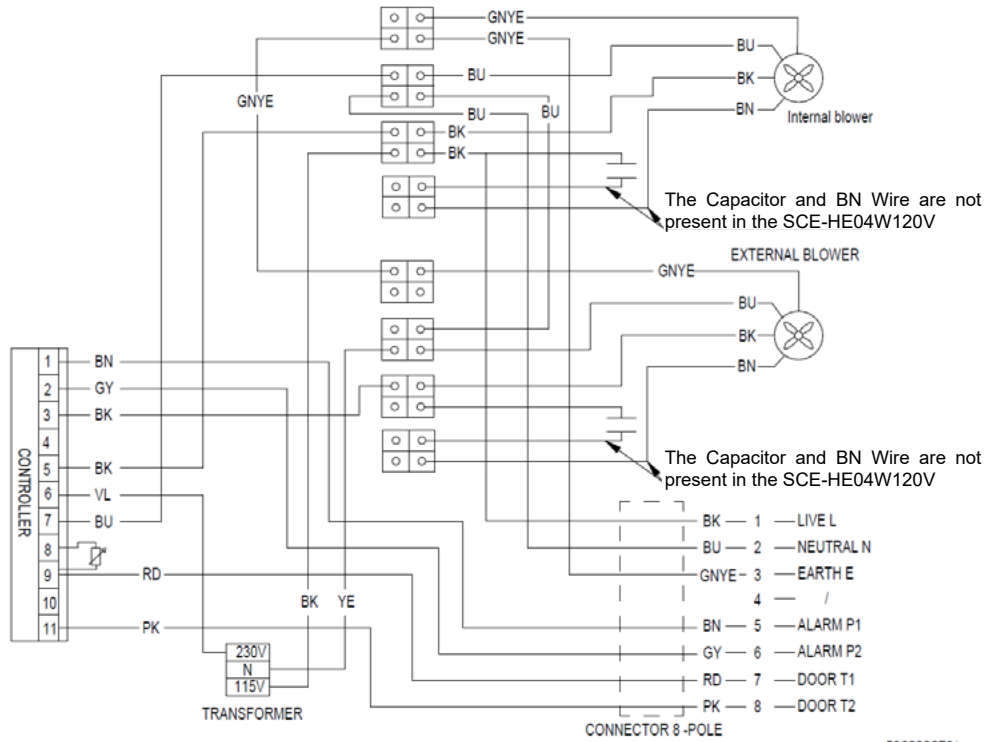 GNYE
GNYE
BU
BU
BK
GNYE
BU
BN
Internal blower
BU
BK
BK
The Capacitor and BN Wire are not
present in the SCE-HE04W120V
EXTERNAL BLOWER
GNYE
BU
BK
BN
CONTROLLER
1 BN
2 GY
3 BK
4
5 BK
6 VL
7 BU
8
9 RD
10
11 PK
BK YE
The Capacitor and BN Wire are not
present in the SCE-HE04W120V
BK 1 LIVE L
BU 2 NEUTRAL N
GNYE 3 EARTH E
4 /
BN 5 ALARM P1
GY 6 ALARM P2
RD 7 DOOR T1
PK 8 DOOR T2
230V
N
115V
TRANSFORMER
CONNECTOR 8 -POLE